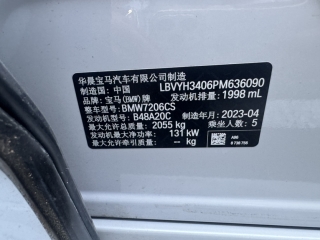 华晨宝马汽车有限公司制造
制造国: 中国 LBVYH3406PM636090
品牌: 宝马(BMW)牌 发动机排量: 1998 mL
整车型号: BMW7206CS
发动机型号: B48A20C 制造年月: 2023-04
最大允许总质量: 2055 kg 乘坐人数: 5
发动机最大净功率: 131 kW
最大允许牵引质量: -- kg